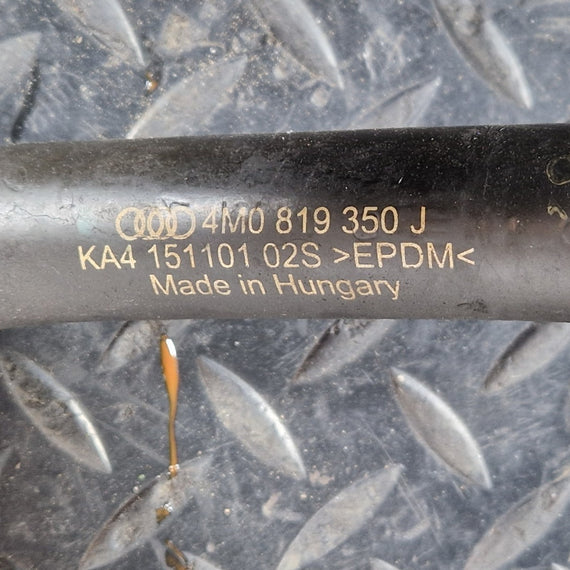 4M0 819 350 J
KA4 151101 02S >EPDM<
Made in Hungary